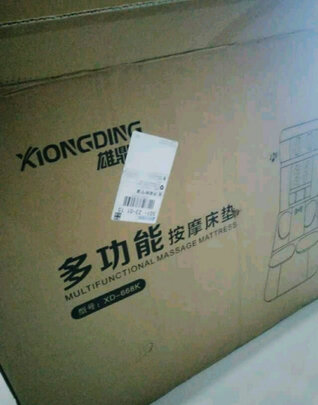 XIONGDING
雄鼎
多功能按摩床垫
MULTIFUNCTIONAL MASSAGE MATTRESS
型号：XD-668K